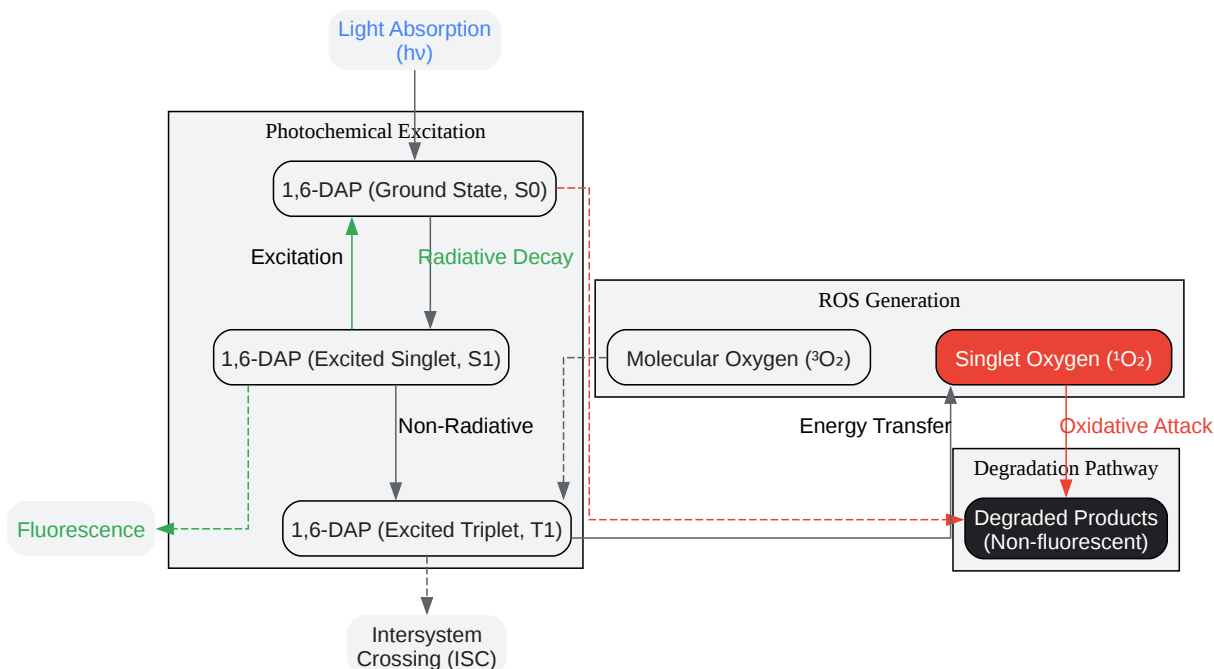 Light Absorption
(hν)
Photochemical Excitation
1,6-DAP (Ground State, S0)
Excitation
Radiative Decay
ROS Generation
1,6-DAP (Excited Singlet, S1)
Molecular Oxygen (³O₂)
Singlet Oxygen (¹O₂)
Non-Radiative
Energy Transfer
Oxidative Attack
Degradation Pathway
Fluorescence
1,6-DAP (Excited Triplet, T1)
Degraded Products
(Non-fluorescent)
Intersystem
Crossing (ISC)